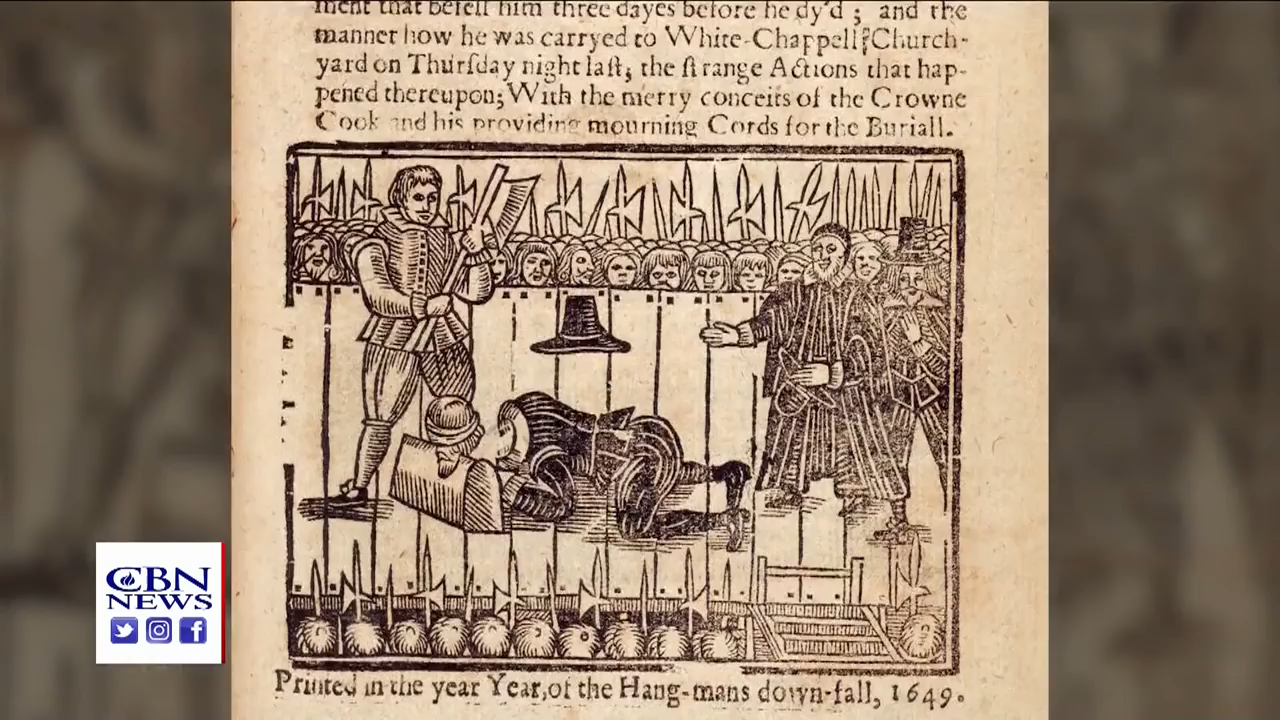 ment that befell him three dayes before he dy'd; and the
manner how he was carryed to White-Chappell Church-
yard on Thursday night last; the strange Actions that hap-
pened thereupon; With the merry conceits of the Crowne
Cook and his providing mourning Cords for the Buriall.
CBN
NEWS
Printed in the year Year, of the Hang-mans down-fall, 1649.